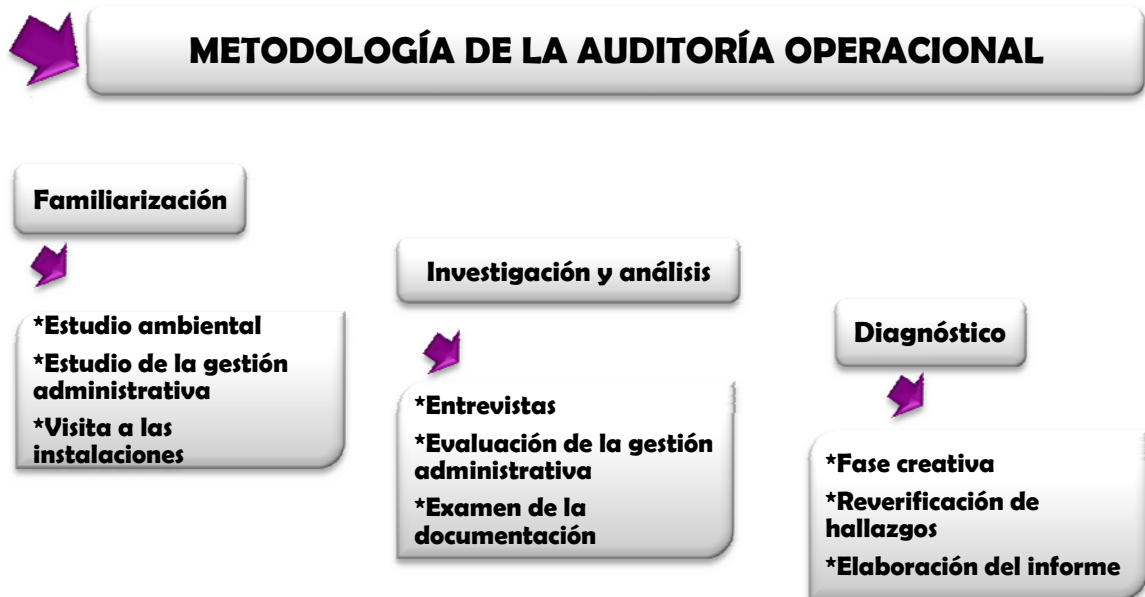 METODOLOGÍA DE LA AUDITORÍA OPERACIONAL
Familiarización
*Estudio ambiental
*Estudio de la gestión
administrativa
*Visita a las
instalaciones
Investigación y análisis
*Entrevistas
*Evaluación de la gestión
administrativa
*Examen de la
documentación
Diagnóstico
*Fase creativa
*Reverificación de
hallazgos
*Elaboración del informe